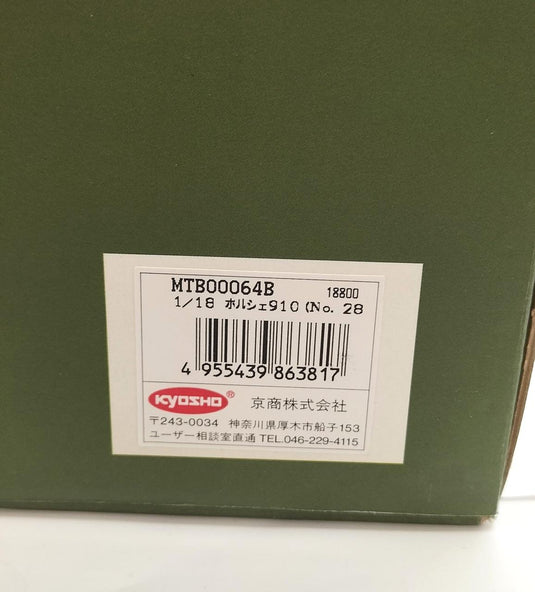 MTB00064B 18800
1/18 ポルシェ910 (No. 28
4 955439 863817
KYOSHO ® 京商株式会社
〒243-0034 神奈川県厚木市船子153
ユーザー相談室直通 TEL.046-229-4115